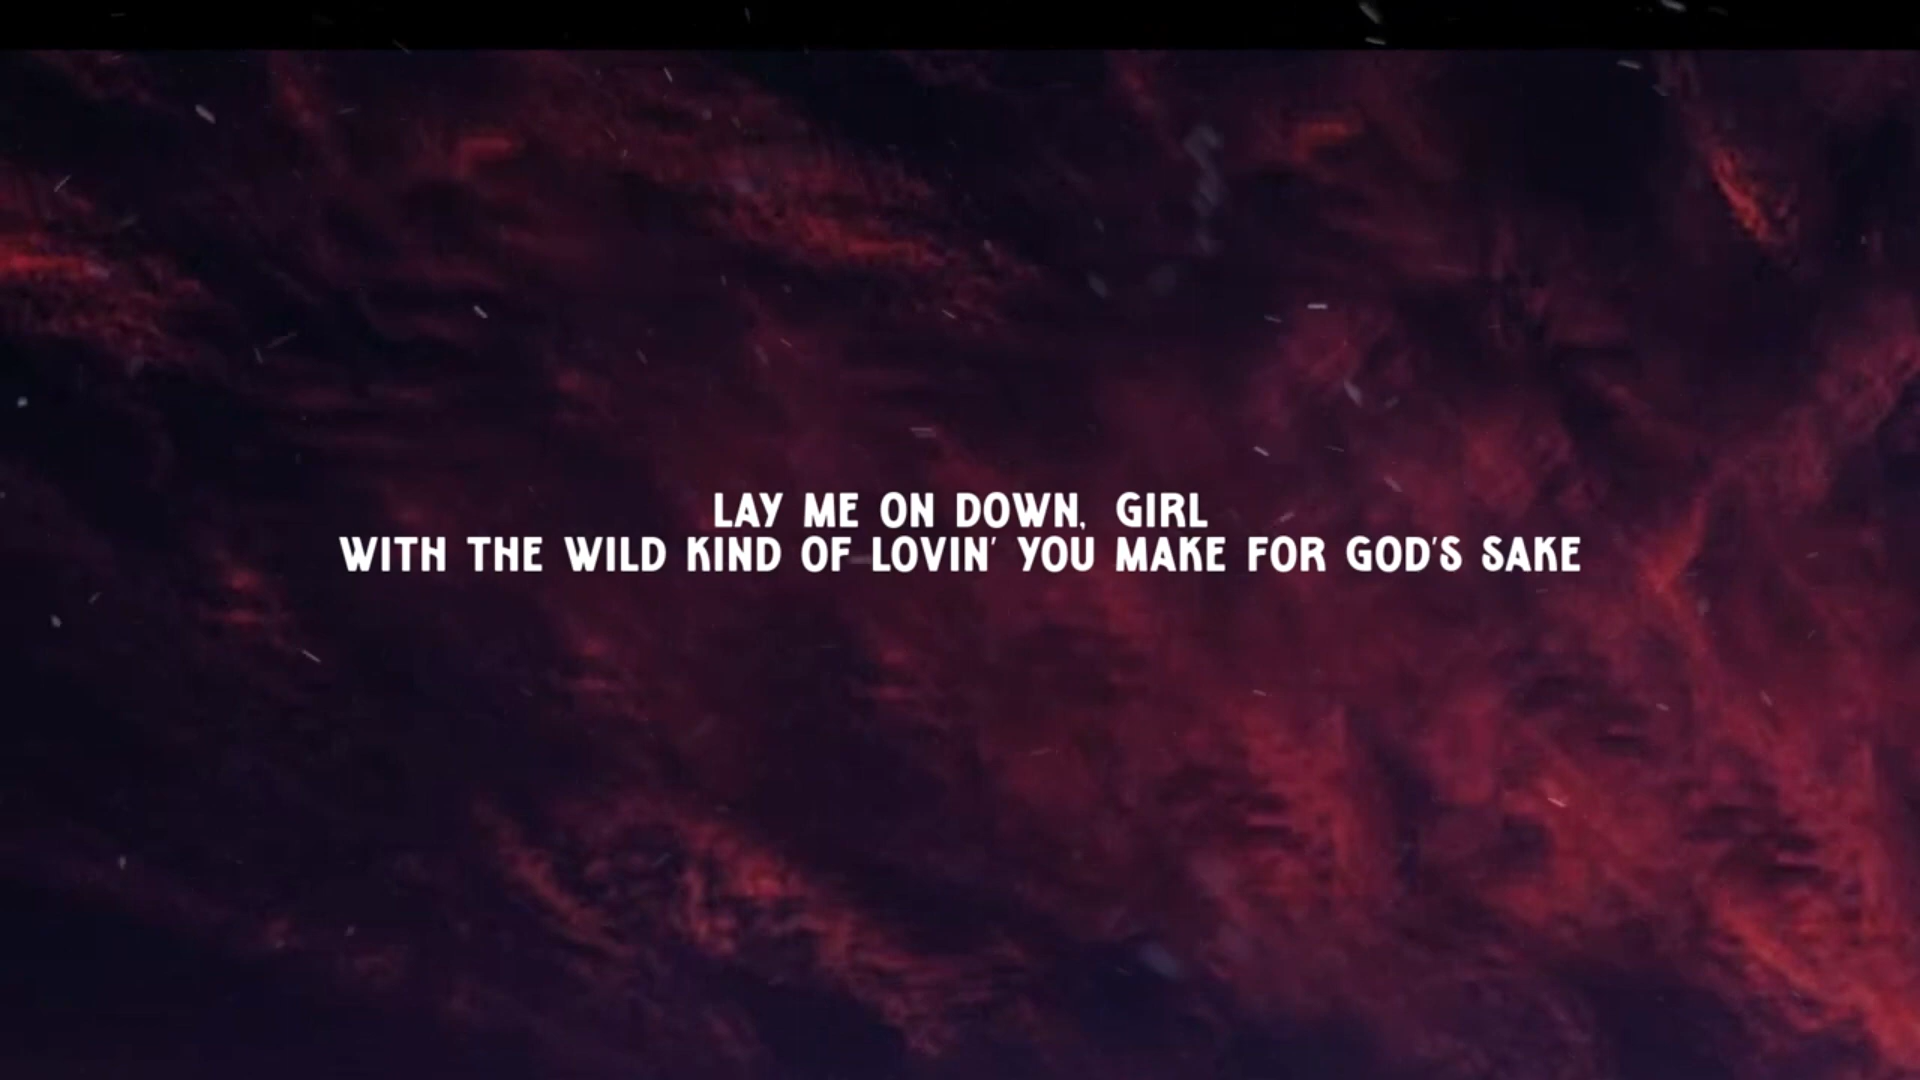 LAY ME ON DOWN, GIRL
WITH THE WILD KIND OF LOVIN' YOU MAKE FOR GOD'S SAKE